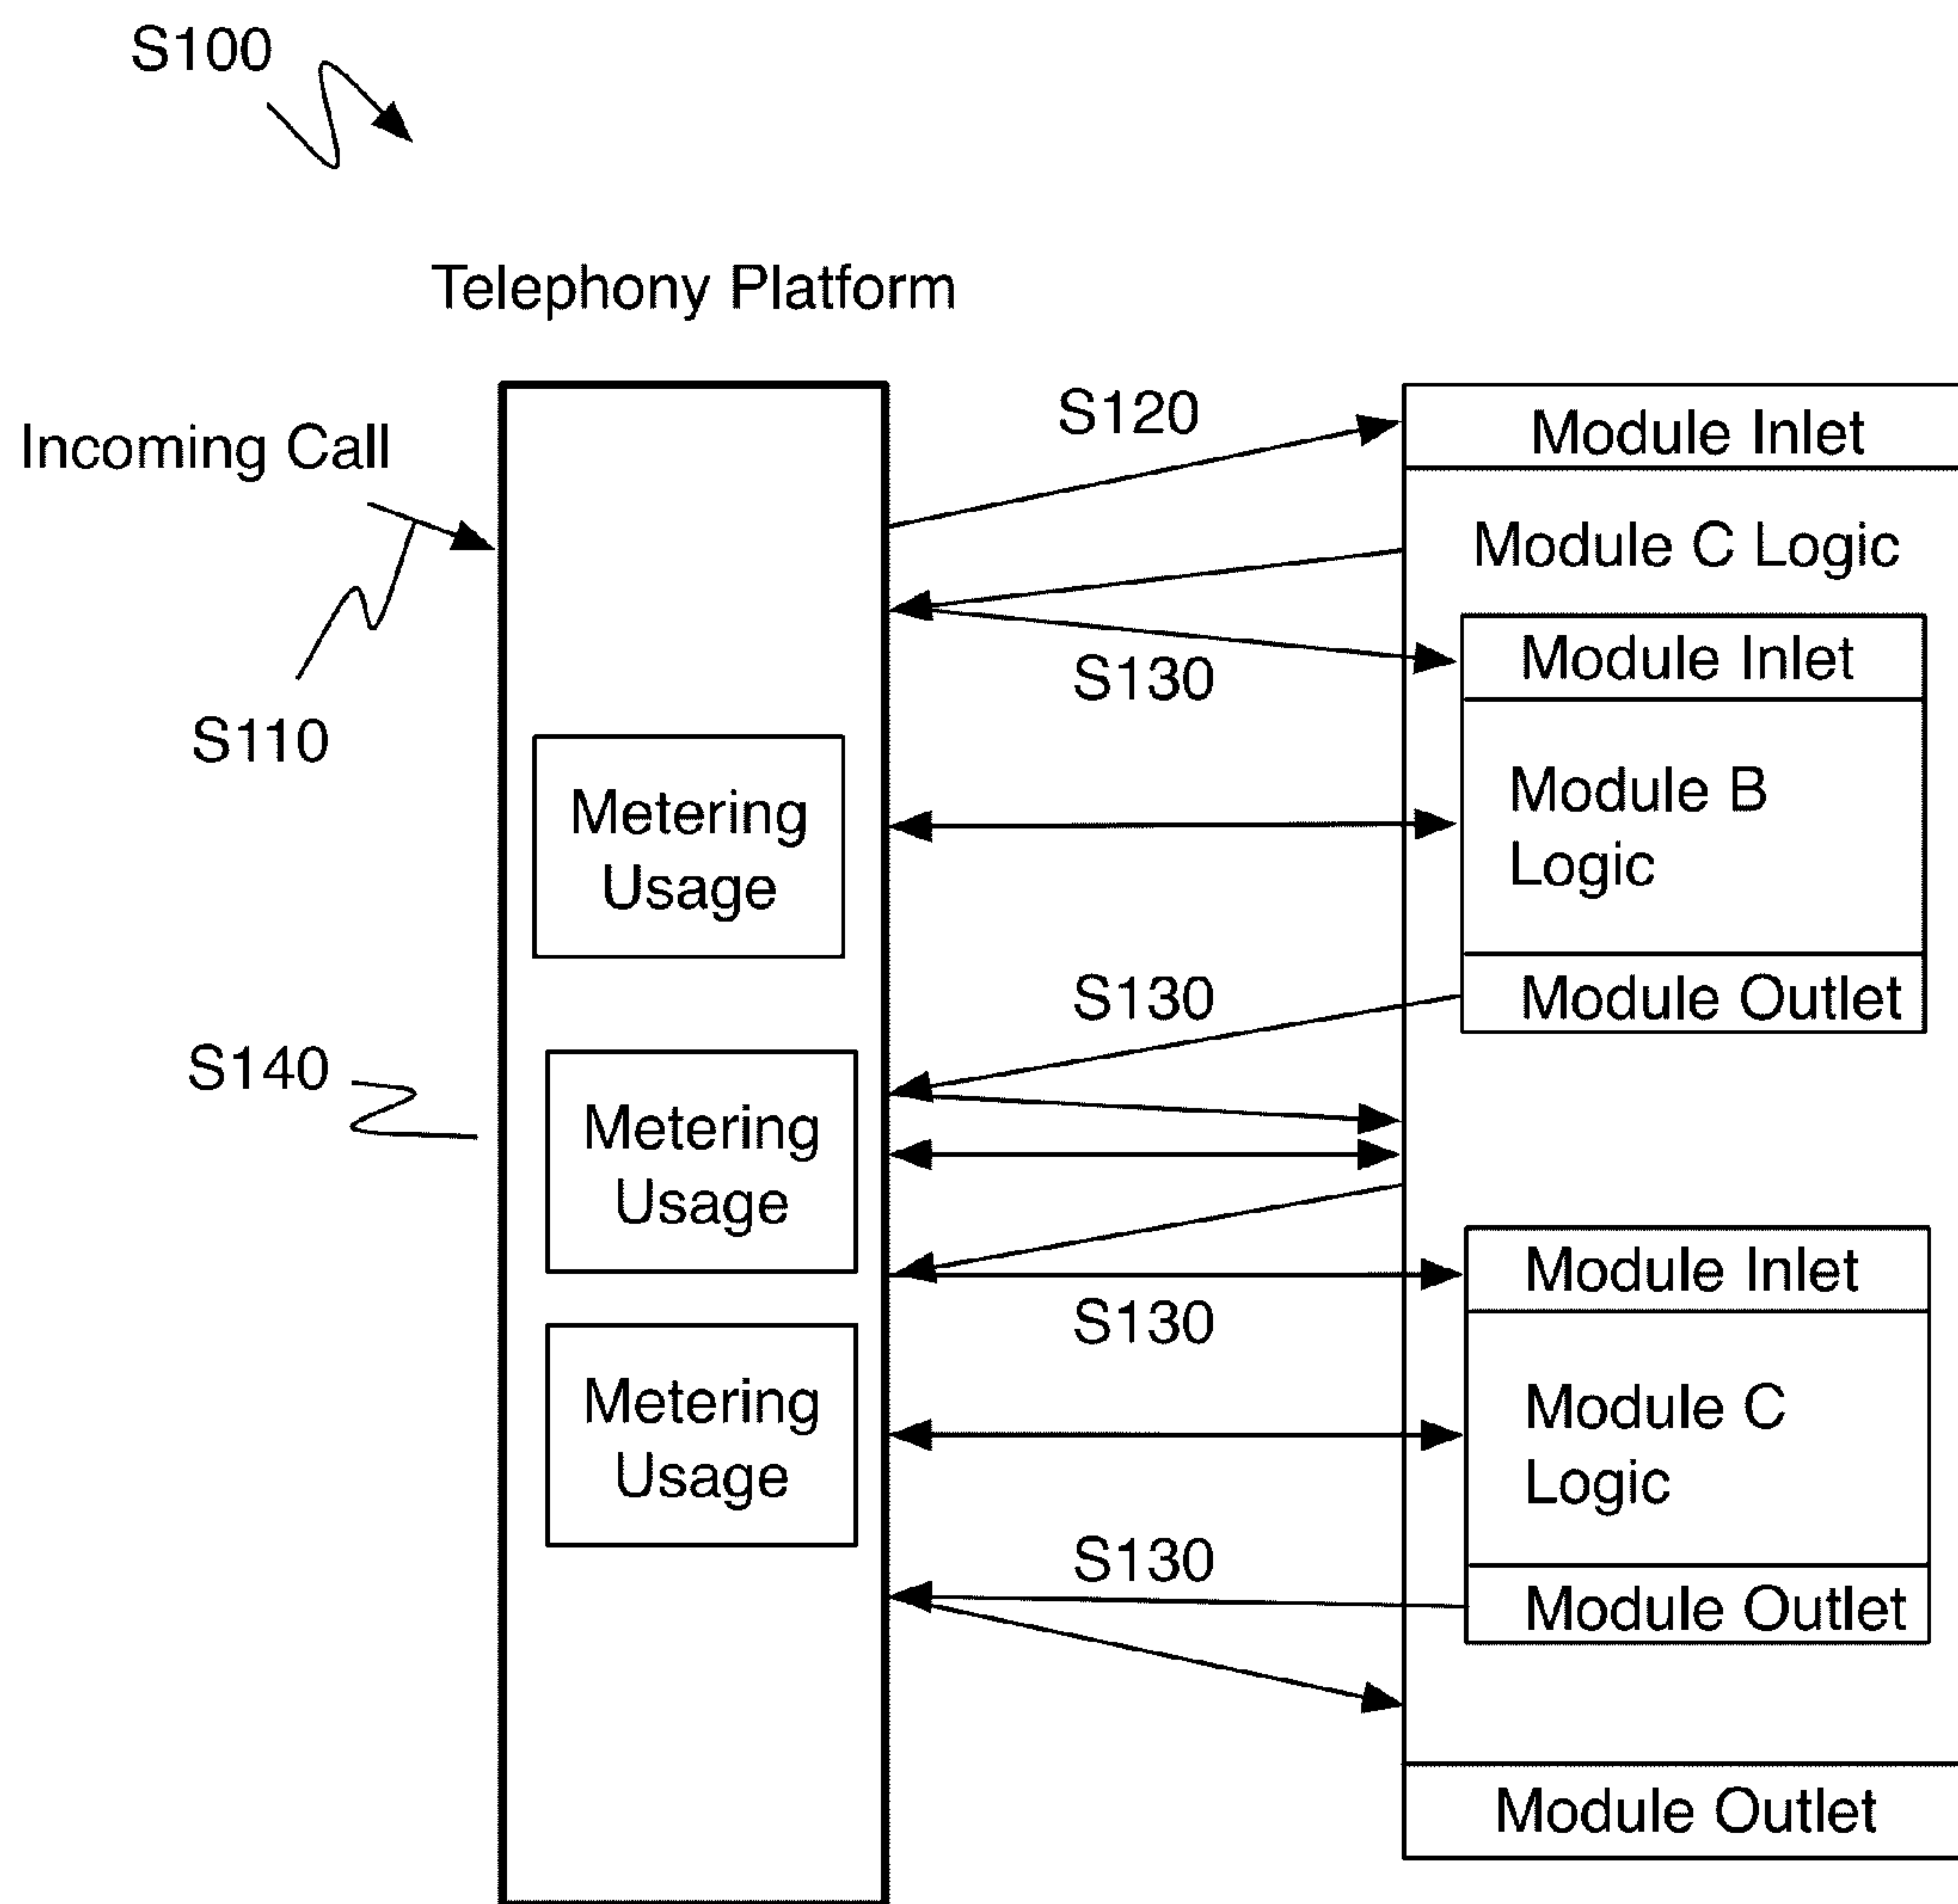 S100
Telephony Platform
Incoming Call
S110
S120
Module Inlet
Module C Logic
S130
Module Inlet
Module B
Logic
Module Outlet
Metering
Usage
S130
S140
Metering
Usage
S130
Module Inlet
Module C
Logic
Module Outlet
Metering
Usage
S130
Module Outlet